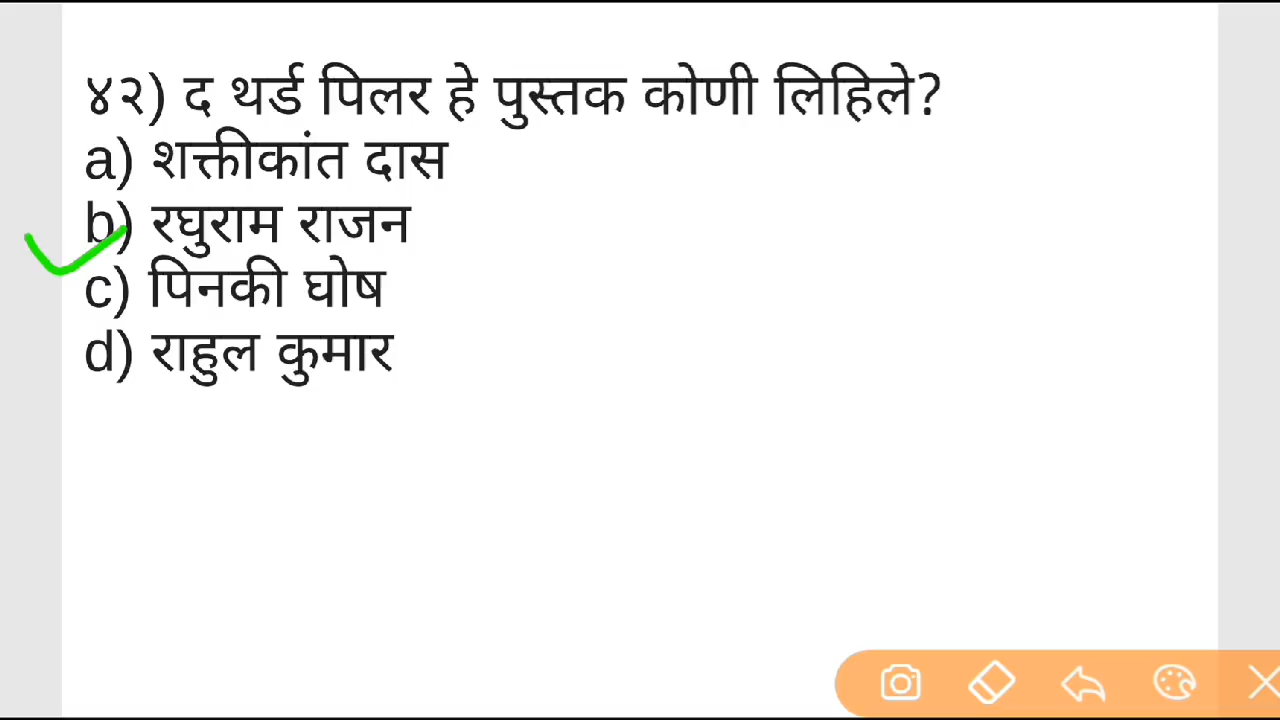 ४२) द थर्ड पिलर हे पुस्तक कोणी लिहिले?
a) शक्तीकांत दास
b) रघुराम राजन
c) पिनकी घोष
d) राहुल कुमार